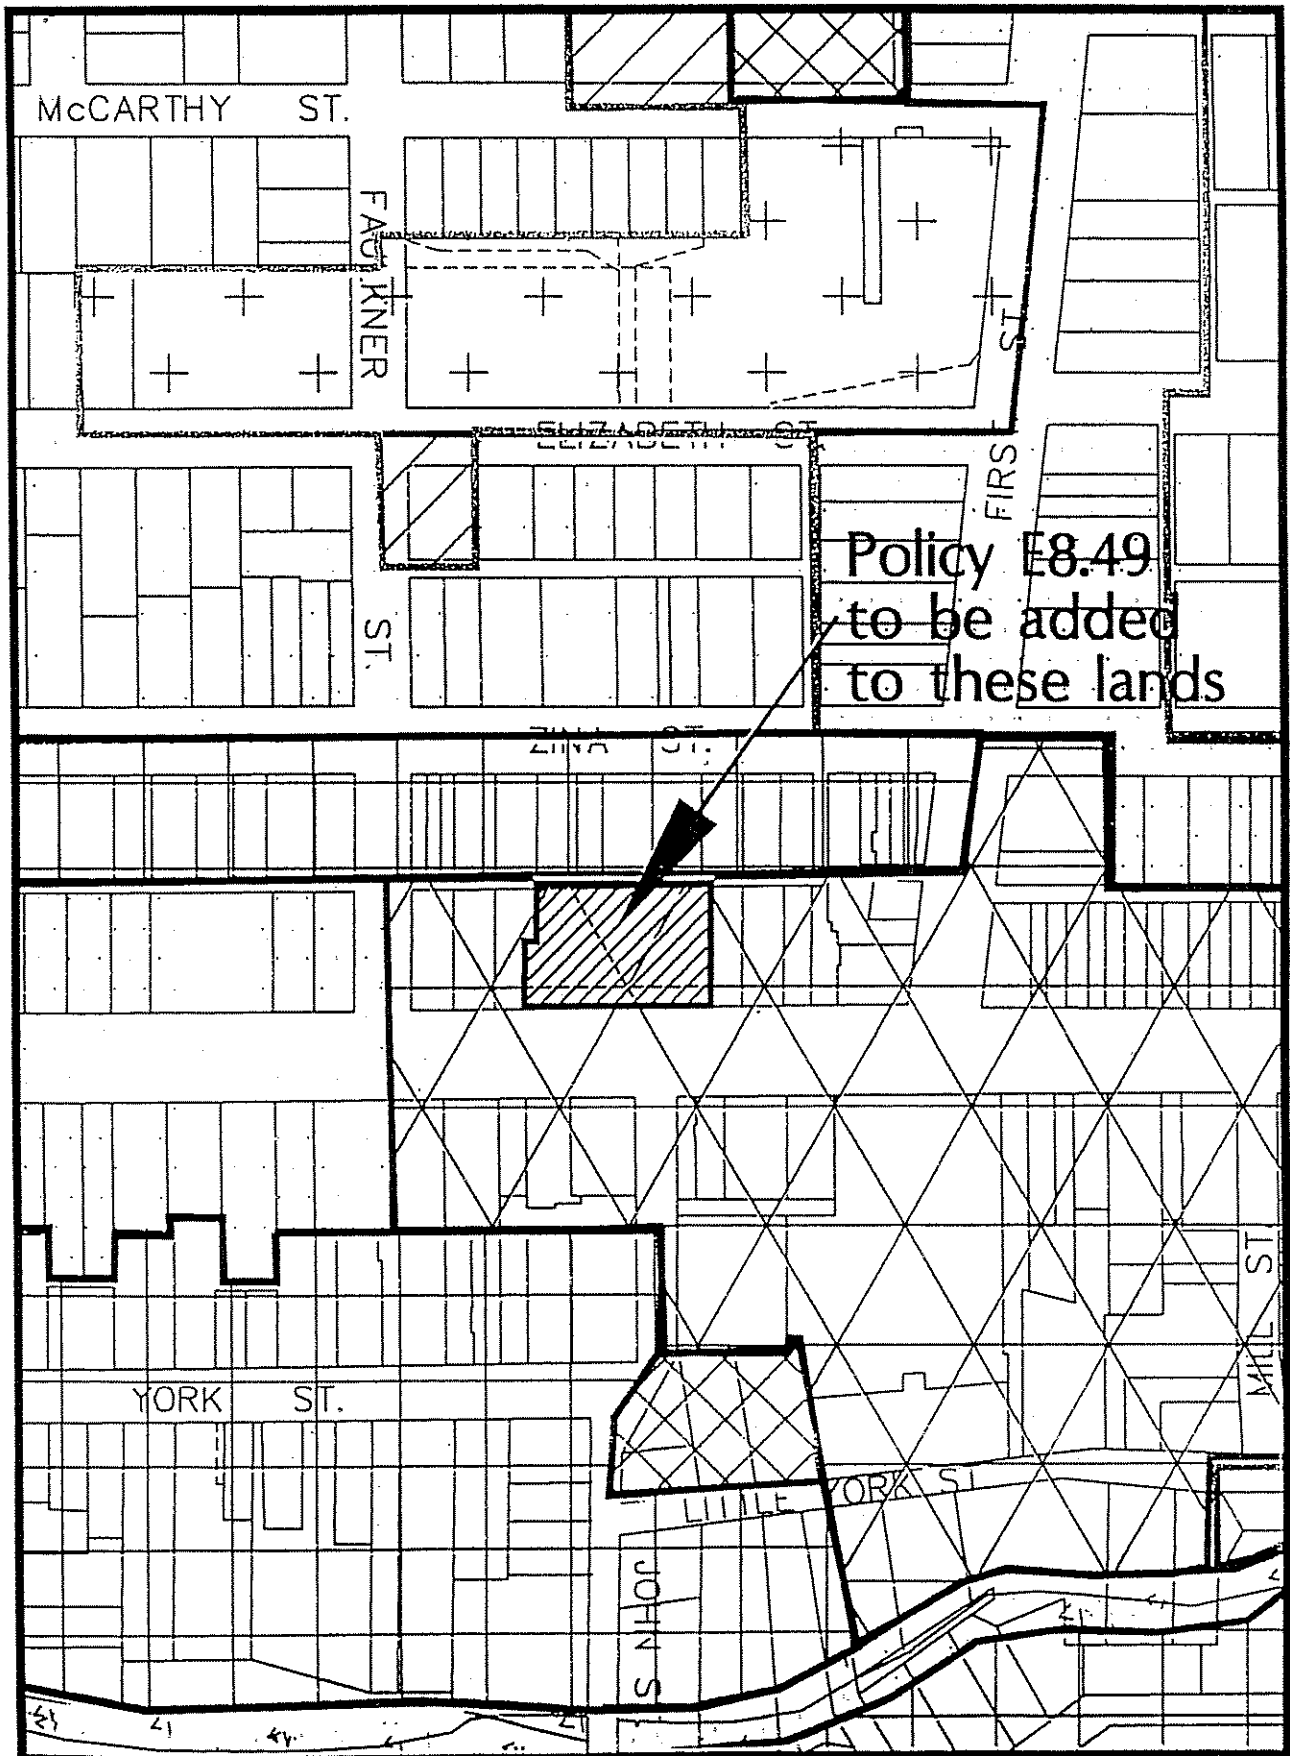 McCARTHY ST.
FAULKNER
ST.
ELIZABETH ST.
FIRST ST.
Policy E8.49
to be added
to these lands
ZINA ST.
MILL ST.
YORK ST.
LITTLE YORK ST
JOHN ST